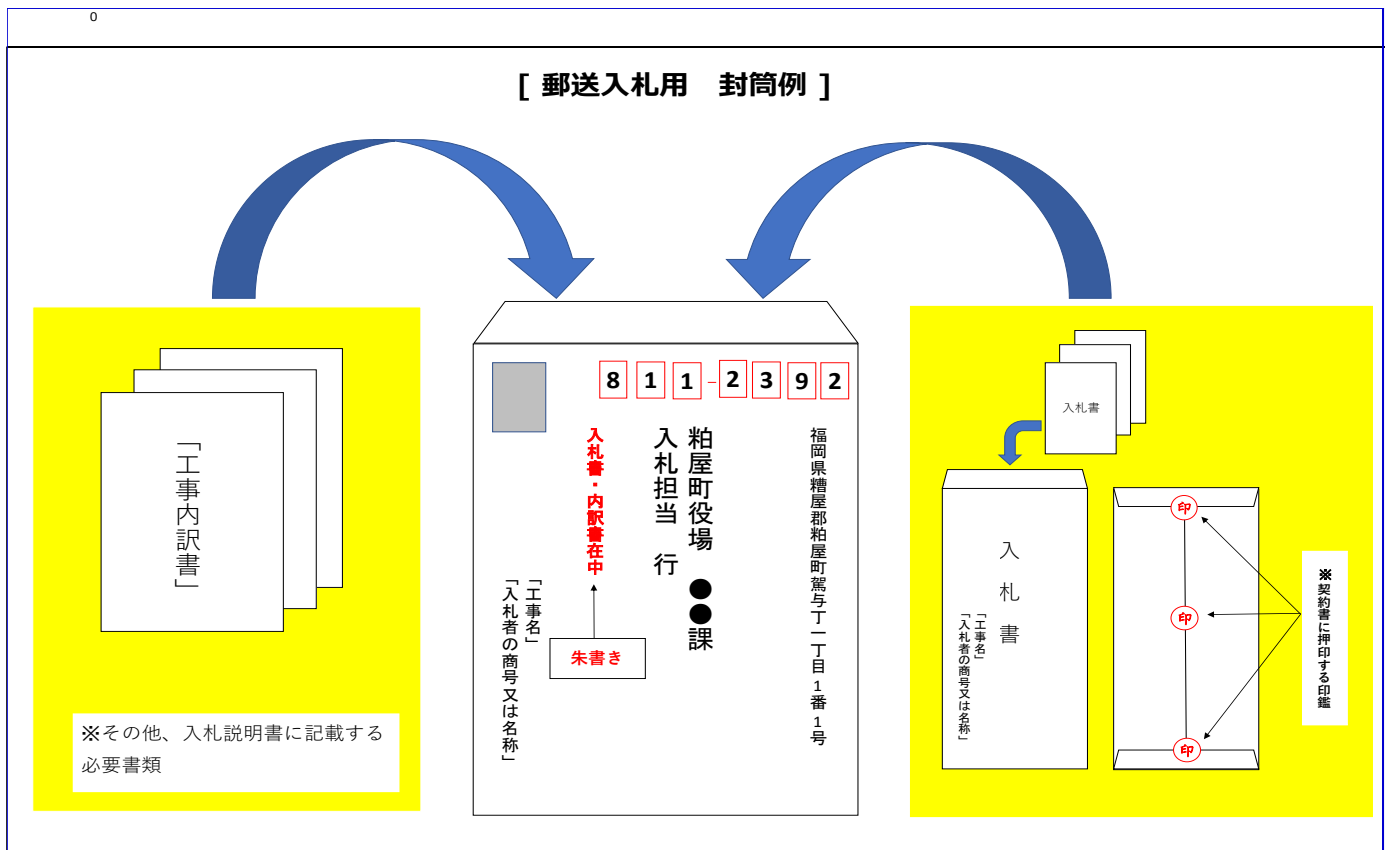 0
[ 郵送入札用　封筒例 ]
「工事内訳書」
※その他、入札説明書に記載する
必要書類
811-2392
福岡県糟屋郡粕屋町駕与丁一丁目1番1号
粕屋町役場　●●課
入札担当　行
入札書・内訳書在中
朱書き
「工事名」
「入札者の商号又は名称」
入札書
入札書
「工事名」
「入札者の商号又は名称」
印
印
印
※契約書に押印する印鑑